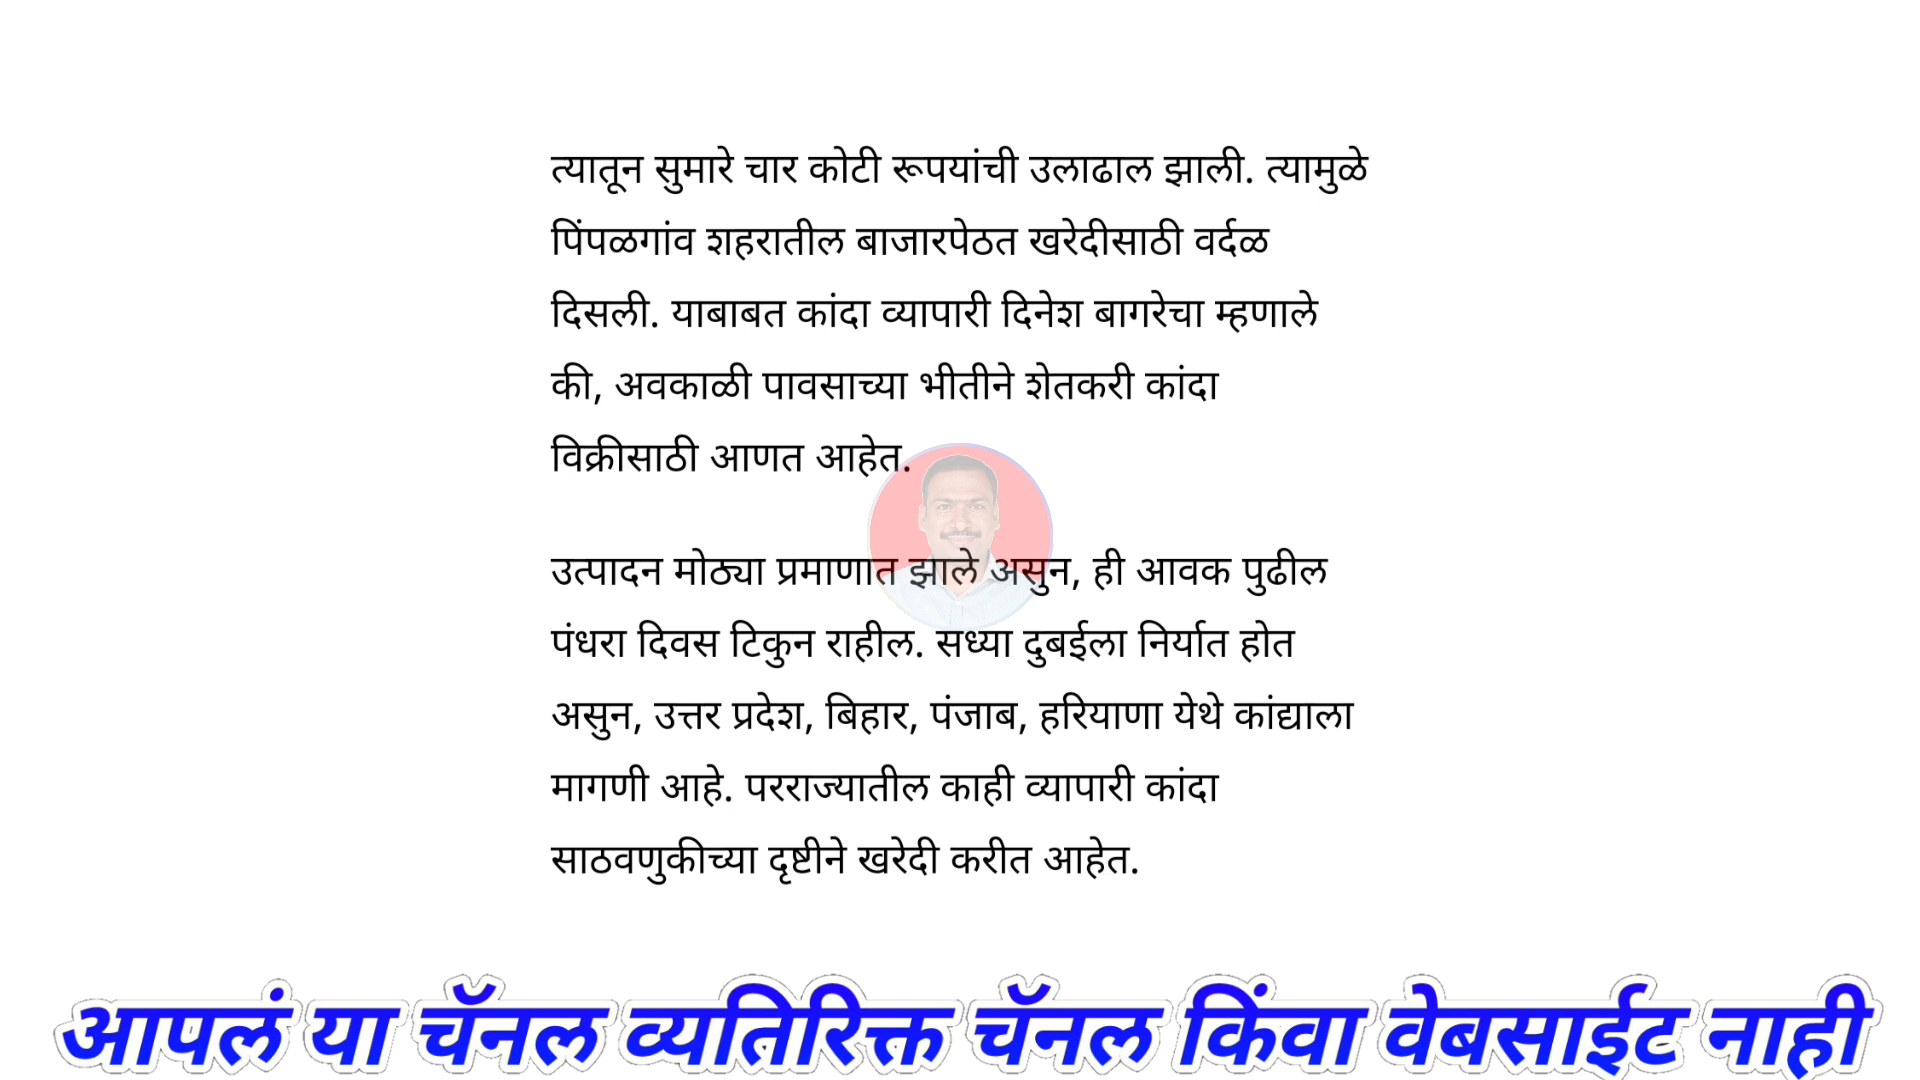 त्यातून सुमारे चार कोटी रूपयांची उलाढाल झाली. त्यामुळे
पिंपळगांव शहरातील बाजारपेठत खरेदीसाठी वर्दळ
दिसली. याबाबत कांदा व्यापारी दिनेश बागरेचा म्हणाले
की, अवकाळी पावसाच्या भीतीने शेतकरी कांदा
विक्रीसाठी आणत आहेत.
उत्पादन मोठ्या प्रमाणात झाले असुन, ही आवक पुढील
पंधरा दिवस टिकुन राहील. सध्या दुबईला निर्यात होत
असुन, उत्तर प्रदेश, बिहार, पंजाब, हरियाणा येथे कांद्याला
मागणी आहे. परराज्यातील काही व्यापारी कांदा
साठवणुकीच्या दृष्टीने खरेदी करीत आहेत.
आपलं या चॅनल व्यतिरिक्त चॅनल किंवा वेबसाईट नाही